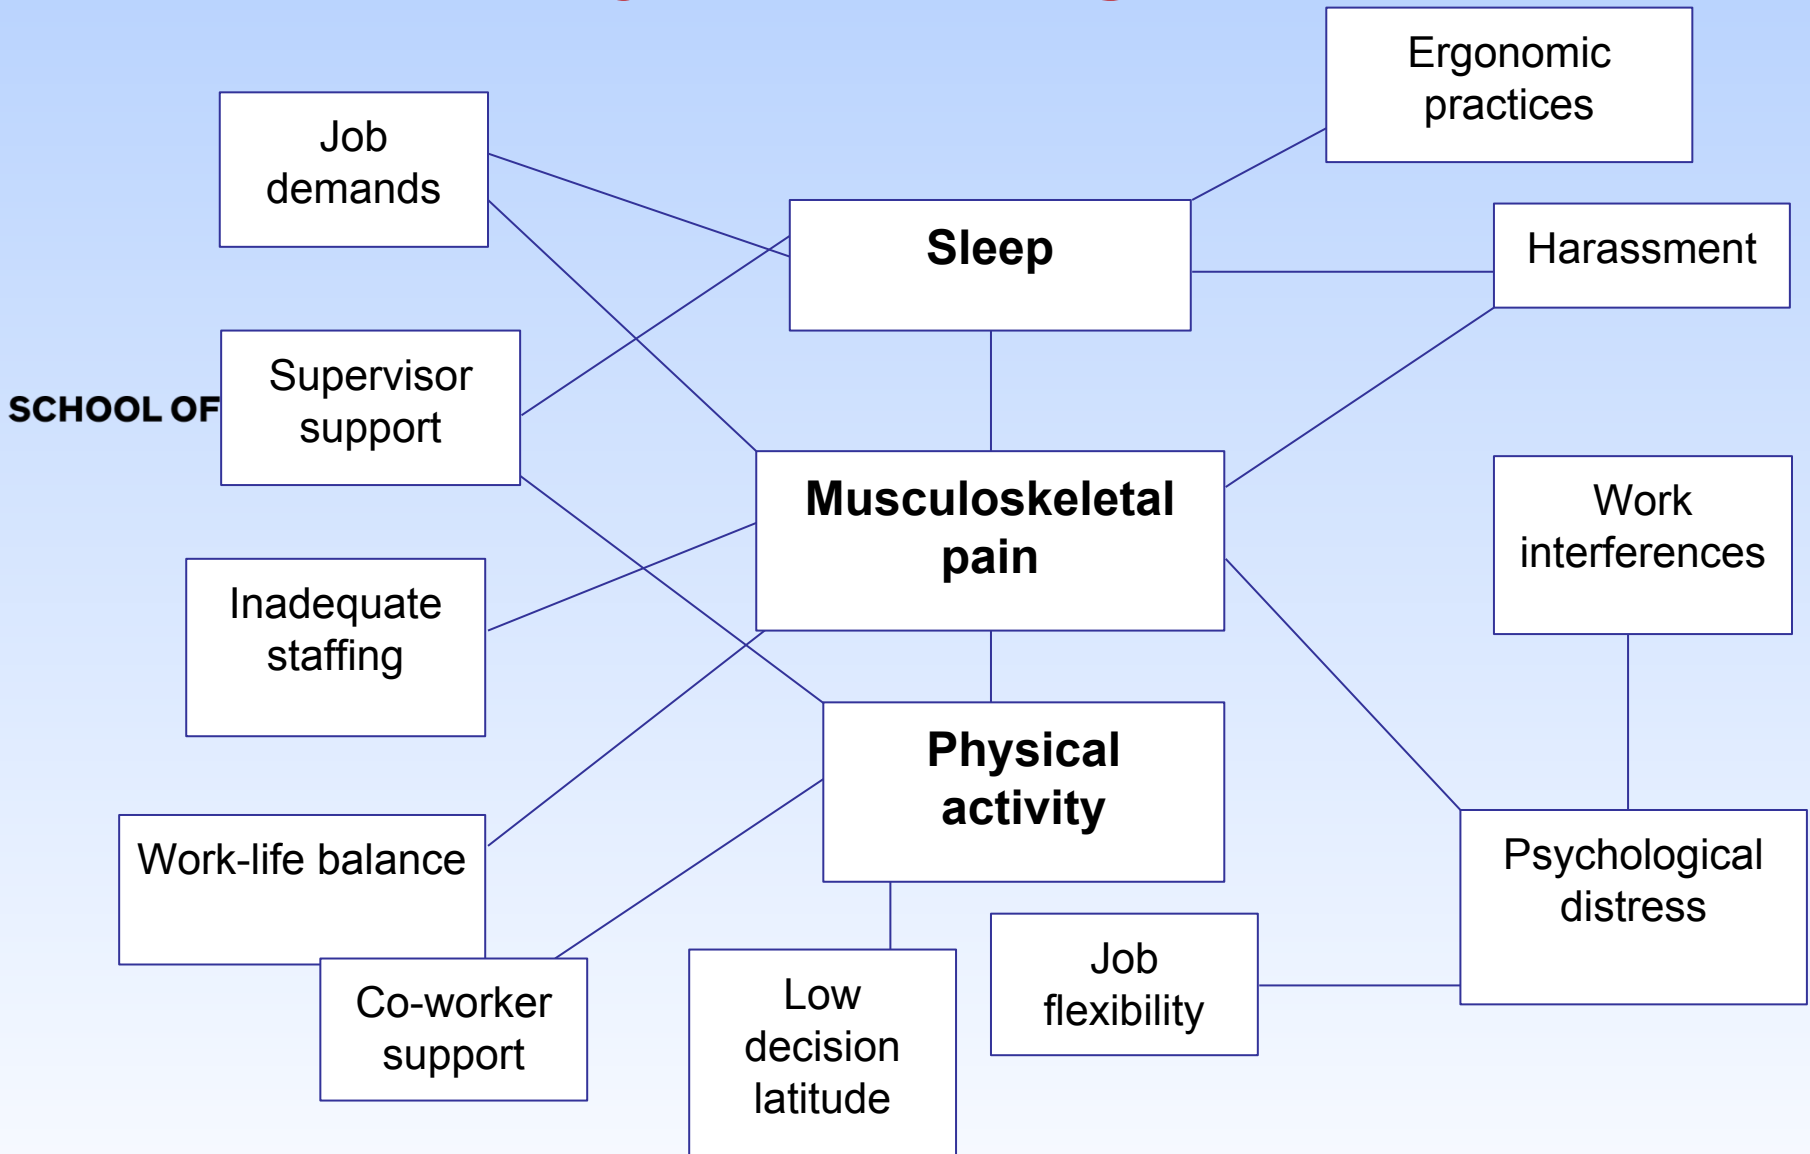 Ergonomic
practices
Job
demands
Sleep
Harassment
Supervisor
support
SCHOOL OF
Musculoskeletal
pain
Work
interferences
Inadequate
staffing
Physical
activity
Work-life balance
Psychological
distress
Job
flexibility
Co-worker
support
Low
decision
latitude